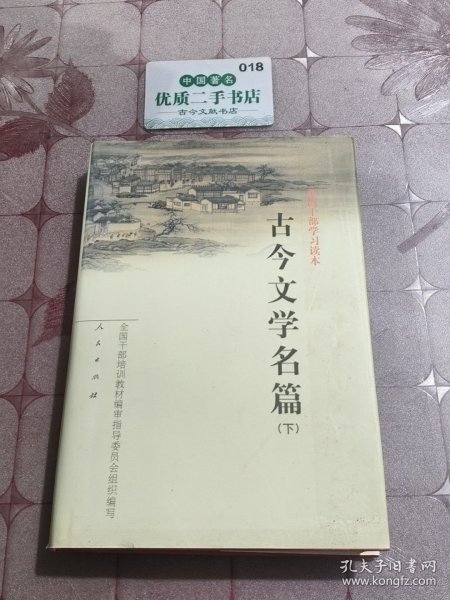 018
中国著名
优质二手书店
古今文献书店
干部学习读本
古今文学名篇
(下)
全国干部培训教材编审指导委员会组织编写
人民出版社
孔夫子旧书网
www.kongfz.com